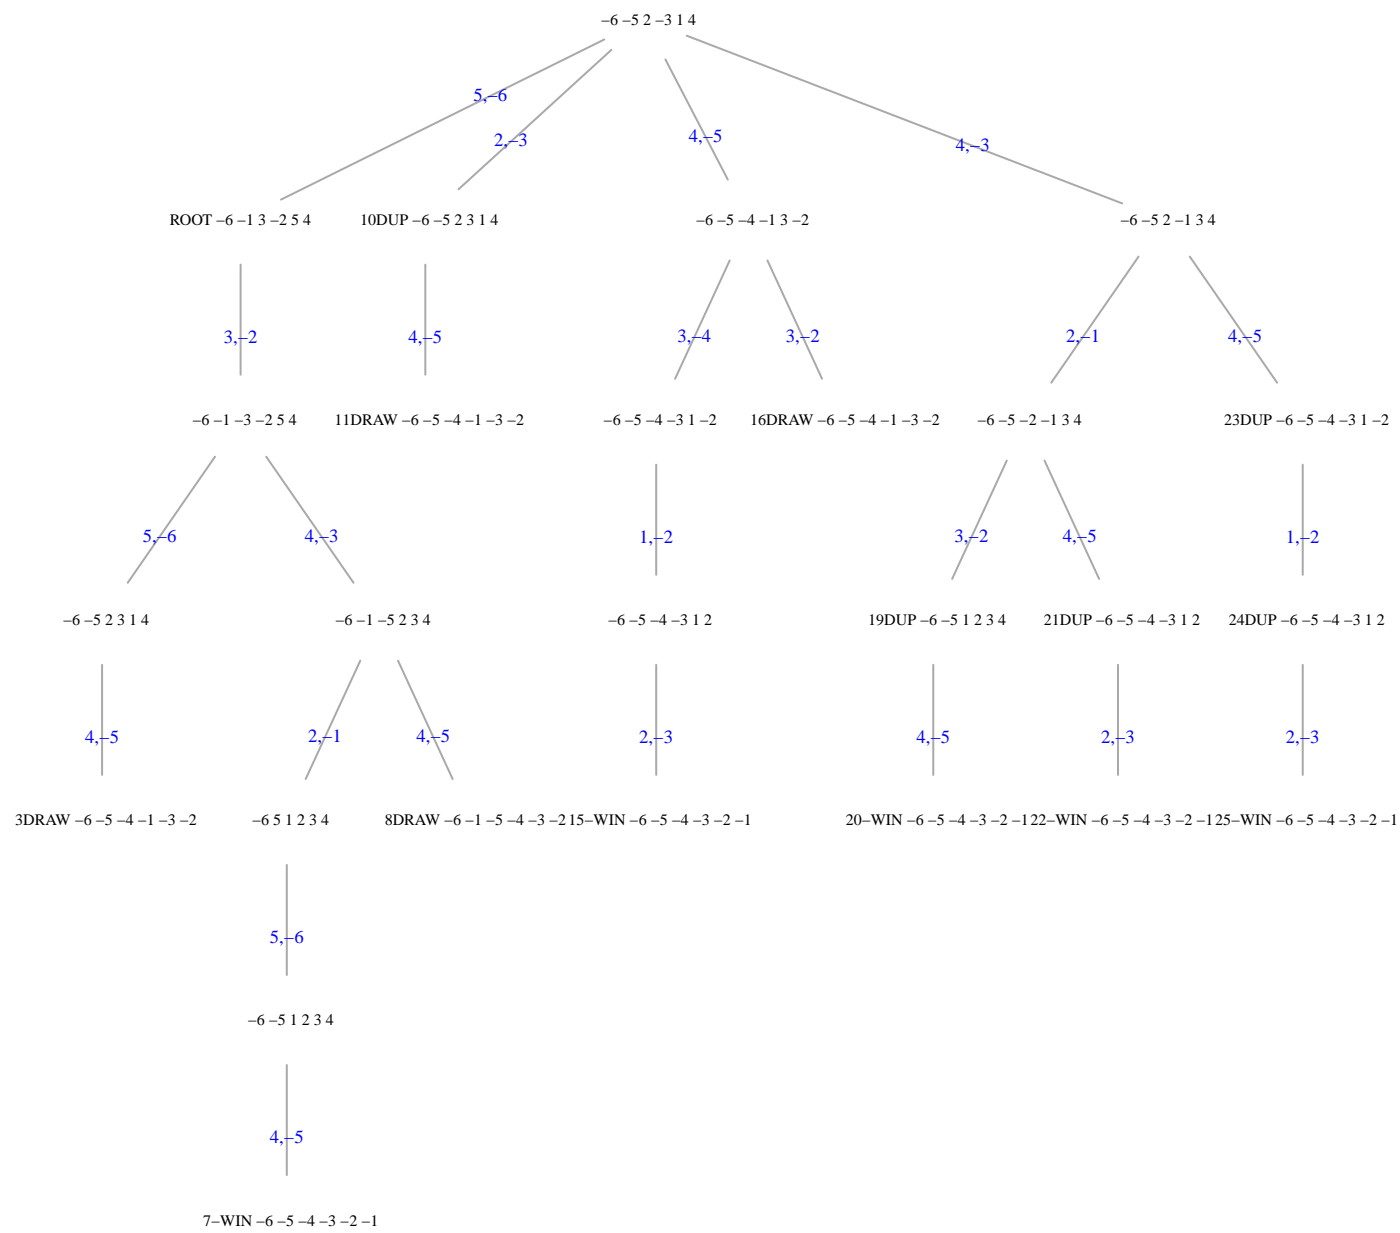 −6 −5 2 −3 1 4
5,−6
2,−3
4,−5
4,−3
ROOT −6 −1 3 −2 5 4
10DUP −6 −5 2 3 1 4
−6 −5 −4 −1 3 −2
−6 −5 2 −1 3 4
3,−2
4,−5
3,−4
3,−2
2,−1
4,−5
−6 −1 −3 −2 5 4
11DRAW −6 −5 −4 −1 −3 −2
−6 −5 −4 −3 1 −2
16DRAW −6 −5 −4 −1 −3 −2
−6 −5 −2 −1 3 4
23DUP −6 −5 −4 −3 1 −2
5,−6
4,−3
1,−2
3,−2
4,−5
1,−2
−6 −5 2 3 1 4
−6 −1 −5 2 3 4
−6 −5 −4 −3 1 2
19DUP −6 −5 1 2 3 4
21DUP −6 −5 −4 −3 1 2
24DUP −6 −5 −4 −3 1 2
4,−5
2,−1
4,−5
2,−3
4,−5
2,−3
2,−3
3DRAW −6 −5 −4 −1 −3 −2
−6 5 1 2 3 4
8DRAW −6 −1 −5 −4 −3 −2
15−WIN −6 −5 −4 −3 −2 −1
20−WIN −6 −5 −4 −3 −2 −1
22−WIN −6 −5 −4 −3 −2 −1
25−WIN −6 −5 −4 −3 −2 −1
5,−6
−6 −5 1 2 3 4
4,−5
7−WIN −6 −5 −4 −3 −2 −1